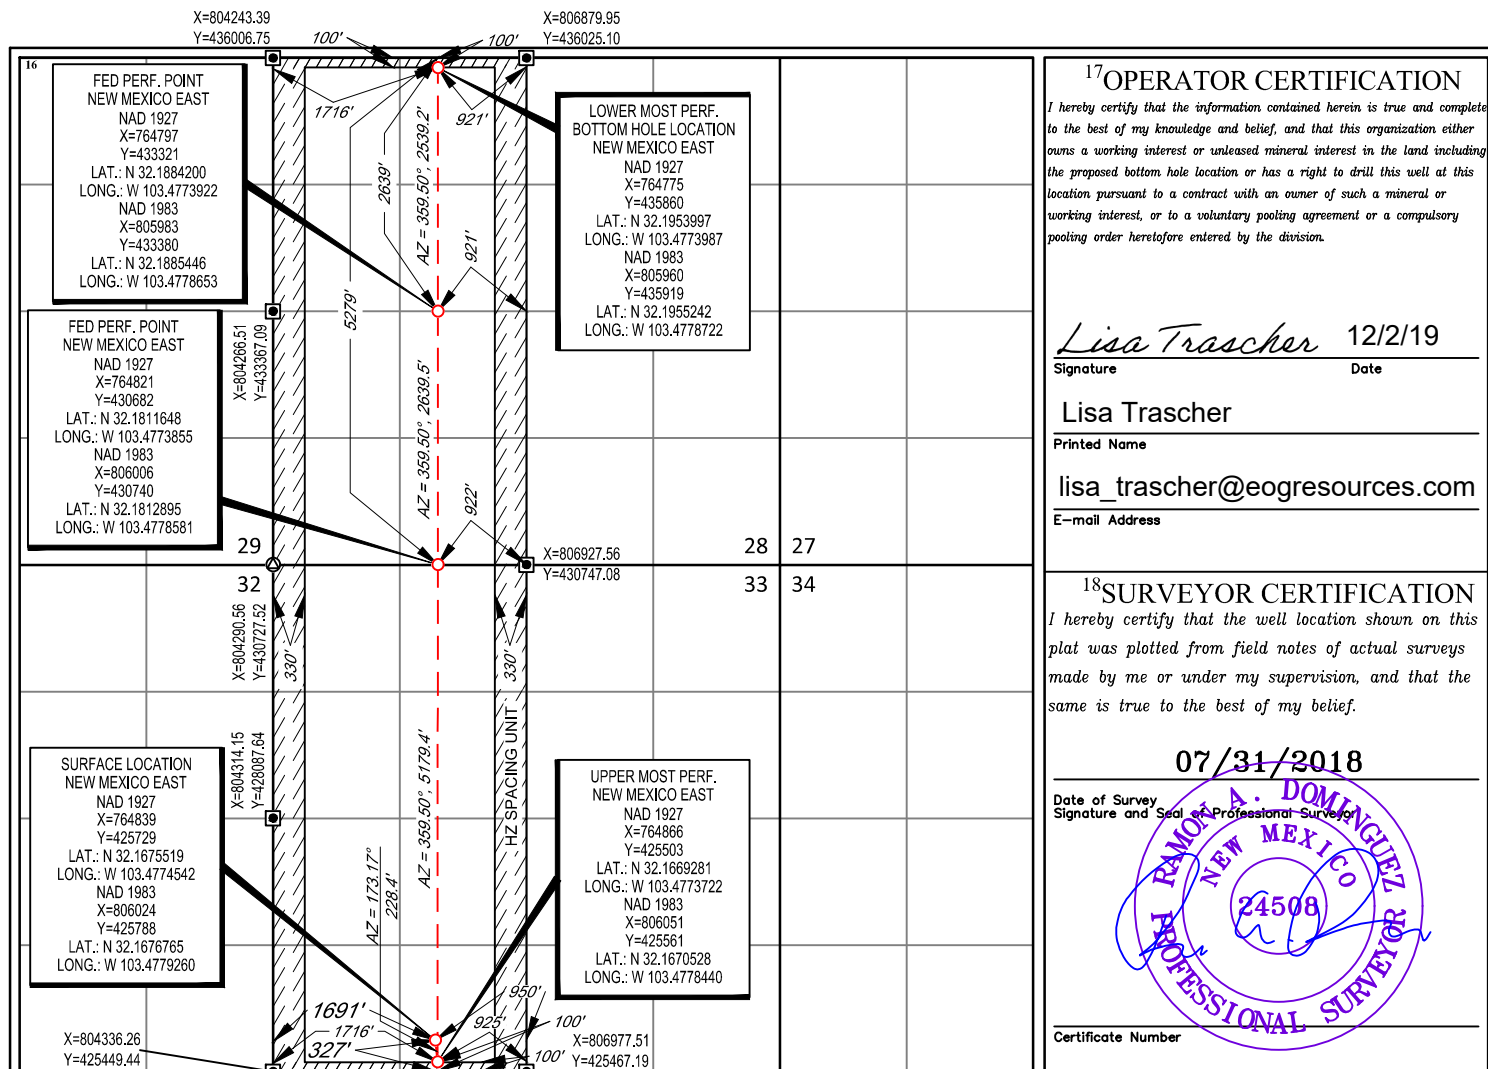 X=804243.39
Y=436006.75
X=806879.95
Y=436025.10
100'
100'
16
FED PERF. POINT
NEW MEXICO EAST
NAD 1927
X=764797
Y=433321
LAT.: N 32.1884200
LONG.: W 103.4773922
NAD 1983
X=805983
Y=433380
LAT.: N 32.1885446
LONG.: W 103.4778653
1716'
921'
LOWER MOST PERF.
BOTTOM HOLE LOCATION
NEW MEXICO EAST
NAD 1927
X=764775
Y=435860
LAT.: N 32.1953997
LONG.: W 103.4773987
NAD 1983
X=805960
Y=435919
LAT.: N 32.1955242
LONG.: W 103.4778722
2639'
AZ = 359.50°, 2539.2'
921'
5279'
X=804266.51
Y=433367.09
FED PERF. POINT
NEW MEXICO EAST
NAD 1927
X=764821
Y=430682
LAT.: N 32.1811648
LONG.: W 103.4773855
NAD 1983
X=806006
Y=430740
LAT.: N 32.1812895
LONG.: W 103.4778581
AZ = 359.50°, 2639.5'
922'
29
32
28
27
33
34
X=806927.56
Y=430747.08
X=804290.56
Y=430727.52
330'
330'
HZ SPACING UNIT
X=804314.15
Y=428087.64
SURFACE LOCATION
NEW MEXICO EAST
NAD 1927
X=764839
Y=425729
LAT.: N 32.1675519
LONG.: W 103.4774542
NAD 1983
X=806024
Y=425788
LAT.: N 32.1676765
LONG.: W 103.4779260
AZ = 173.17°
228.4'
AZ = 359.50°, 5179.4'
UPPER MOST PERF.
NEW MEXICO EAST
NAD 1927
X=764866
Y=425503
LAT.: N 32.1669281
LONG.: W 103.4773722
NAD 1983
X=806051
Y=425561
LAT.: N 32.1670528
LONG.: W 103.4778440
1691'
1716'
327'
950'
925'
100'
100'
X=804336.26
Y=425449.44
X=806977.51
Y=425467.19
17 OPERATOR CERTIFICATION
I hereby certify that the information contained herein is true and complete
to the best of my knowledge and belief, and that this organization either
owns a working interest or unleased mineral interest in the land including
the proposed bottom hole location or has a right to drill this well at this
location pursuant to a contract with an owner of such a mineral or
working interest, or to a voluntary pooling agreement or a compulsory
pooling order heretofore entered by the division.
Lisa Trascher 12/2/19
Signature Date
Lisa Trascher
Printed Name
lisa_trascher@eogresources.com
E-mail Address
18 SURVEYOR CERTIFICATION
I hereby certify that the well location shown on this
plat was plotted from field notes of actual surveys
made by me or under my supervision, and that the
same is true to the best of my belief.
07/31/2018
Date of Survey
Signature and Seal of Professional Surveyor
RAMON A. DOMINGUEZ
NEW MEXICO
24508
PROFESSIONAL SURVEYOR
Certificate Number